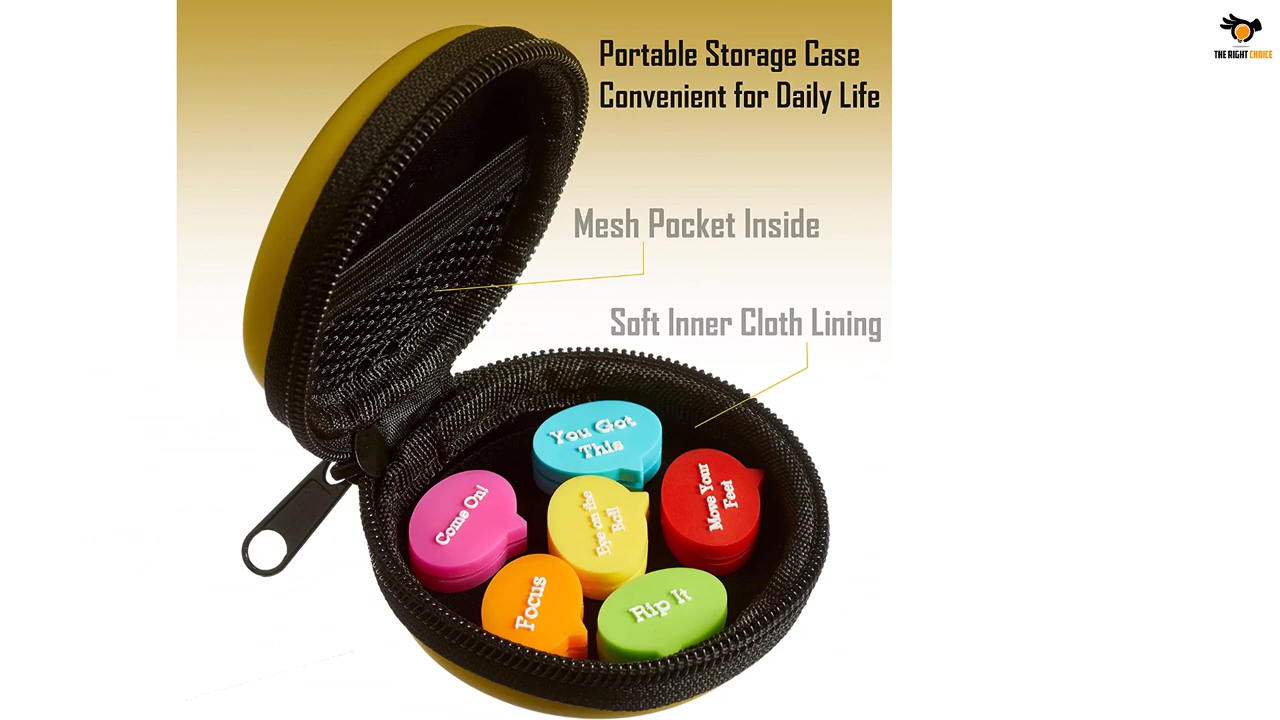 Portable Storage Case
Convenient for Daily Life
THE RIGHT CHOICE
Mesh Pocket Inside
Soft Inner Cloth Lining
You Got
This
Come On!
Eye on the
Ball
Move Your
Feet
Focus
Rip It